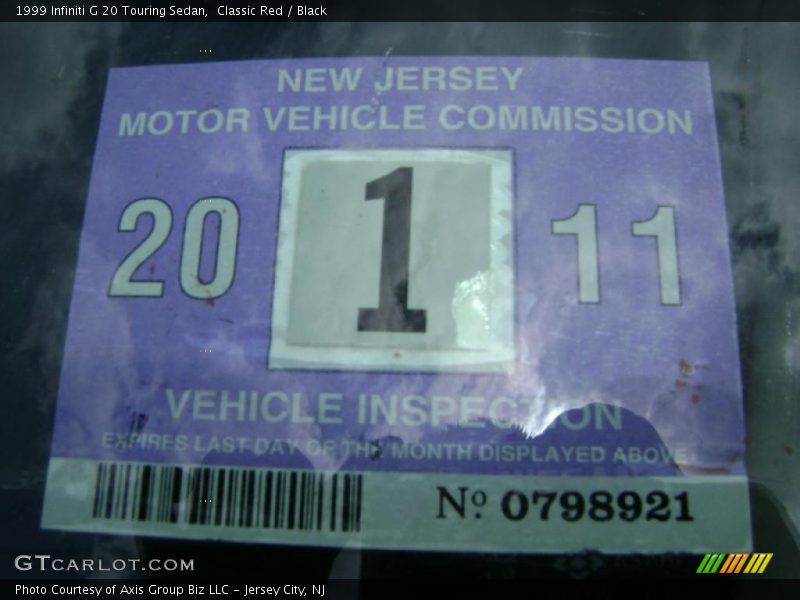 1999 Infiniti G 20 Touring Sedan,  Classic Red / Black
NEW JERSEY
MOTOR VEHICLE COMMISSION
20 1 11
VEHICLE INSPECTION
EXPIRES LAST DAY OF THE MONTH DISPLAYED ABOVE
Nº 0798921
GTCARLOT.COM
Photo Courtesy of Axis Group Biz LLC – Jersey City, NJ